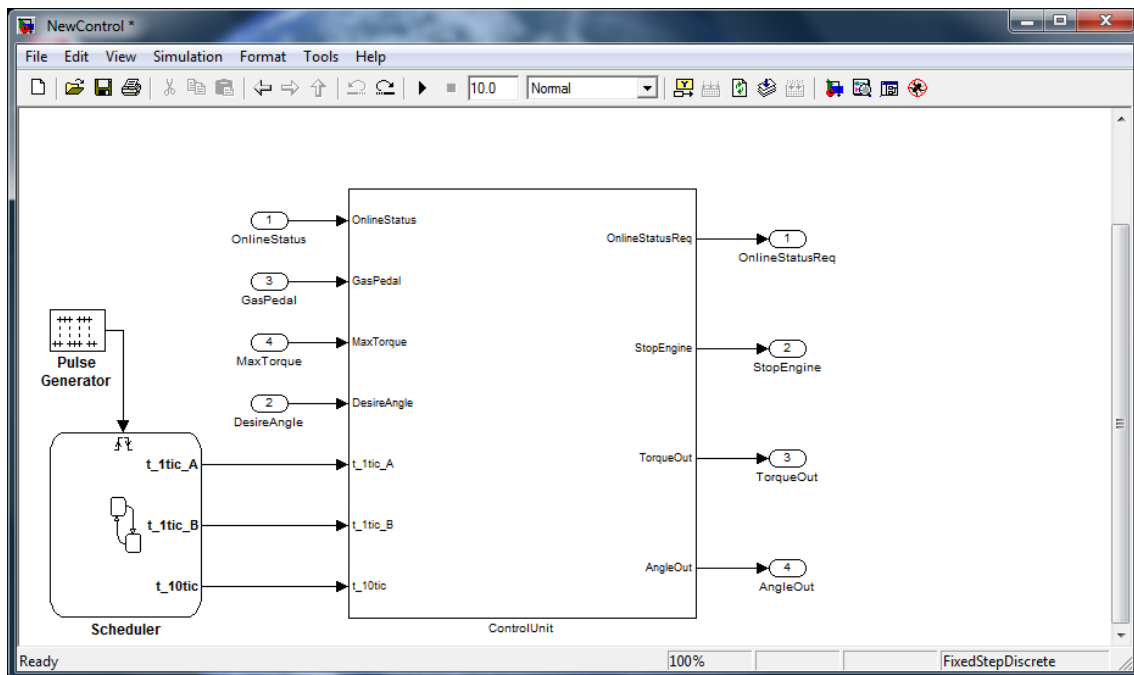 NewControl *
File Edit View Simulation Format Tools Help
10.0 Normal
1
OnlineStatus
OnlineStatus
OnlineStatusReq
1
OnlineStatusReq
3
GasPedal
GasPedal
4
MaxTorque
MaxTorque
StopEngine
2
StopEngine
Pulse
Generator
2
DesireAngle
DesireAngle
t_1tic_A
t_1tic_A
TorqueOut
3
TorqueOut
t_1tic_B
t_1tic_B
AngleOut
4
AngleOut
t_10tic
t_10tic
Scheduler
ControlUnit
Ready
100%
FixedStepDiscrete